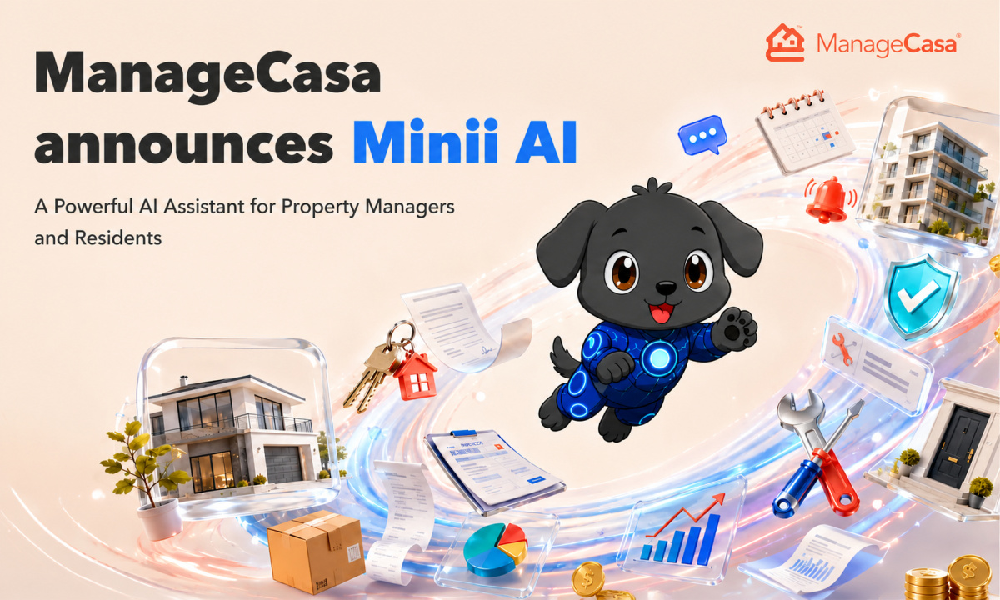 ManageCasa®
ManageCasa
announces Minii AI
A Powerful AI Assistant for Property Managers
and Residents